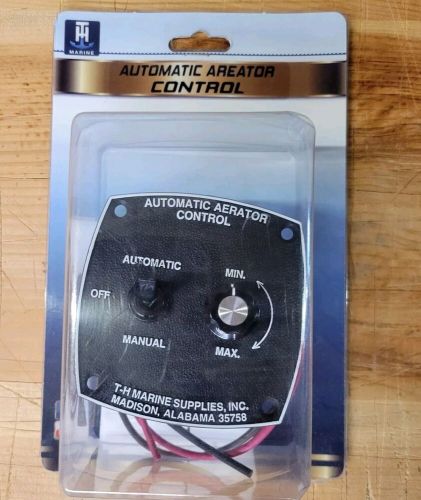 TH
MARINE
AUTOMATIC AREATOR
CONTROL
AUTOMATIC AERATOR
CONTROL
AUTOMATIC
MIN.
OFF
MANUAL
MAX.
T-H MARINE SUPPLIES, INC.
MADISON, ALABAMA 35758